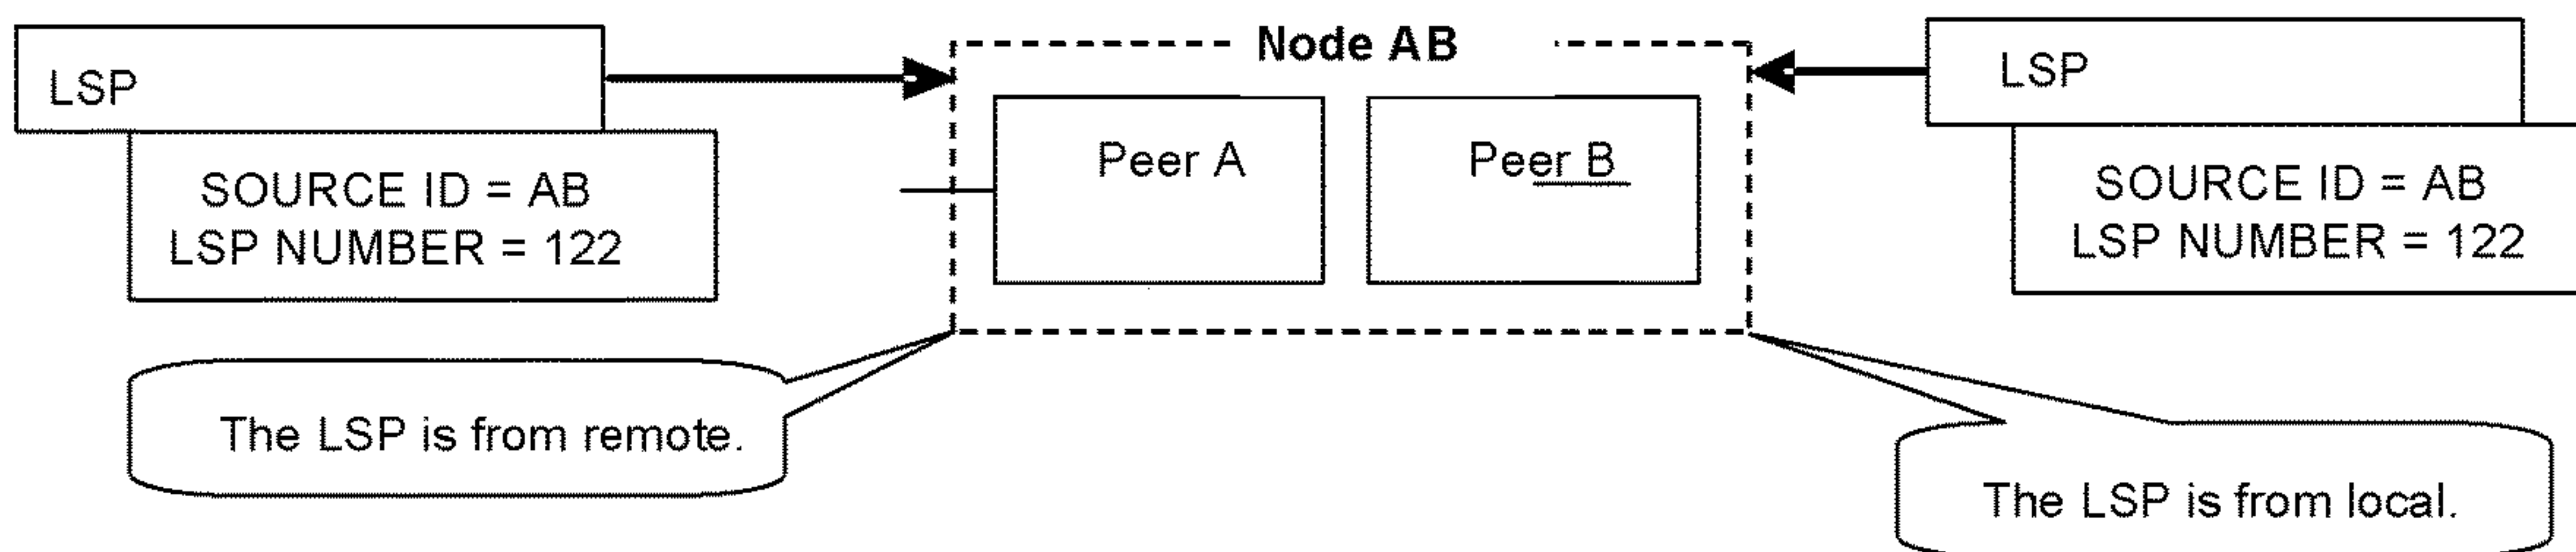 Node AB
LSP
SOURCE ID = AB
LSP NUMBER = 122
Peer A
Peer B
LSP
SOURCE ID = AB
LSP NUMBER = 122
The LSP is from remote.
The LSP is from local.